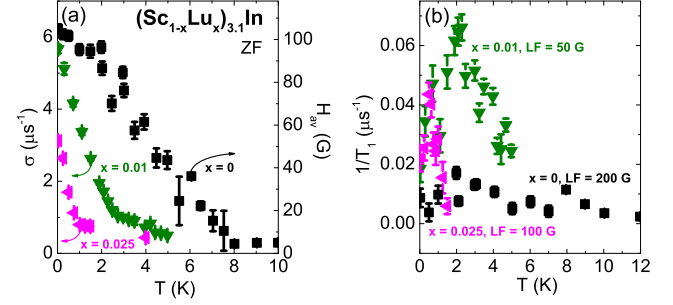 (a)
(Sc1-xLux)3.1In
ZF
σ (μs-1)
6
4
2
0
100
80
60
40
20
0
Hav (G)
x = 0.01
x = 0
x = 0.025
0 2 4 6 8 10
T (K)
(b)
x = 0.01, LF = 50 G
1/T1 (μs-1)
0.06
0.04
0.02
0.00
x = 0, LF = 200 G
x = 0.025, LF = 100 G
0 2 4 6 8 10 12
T (K)